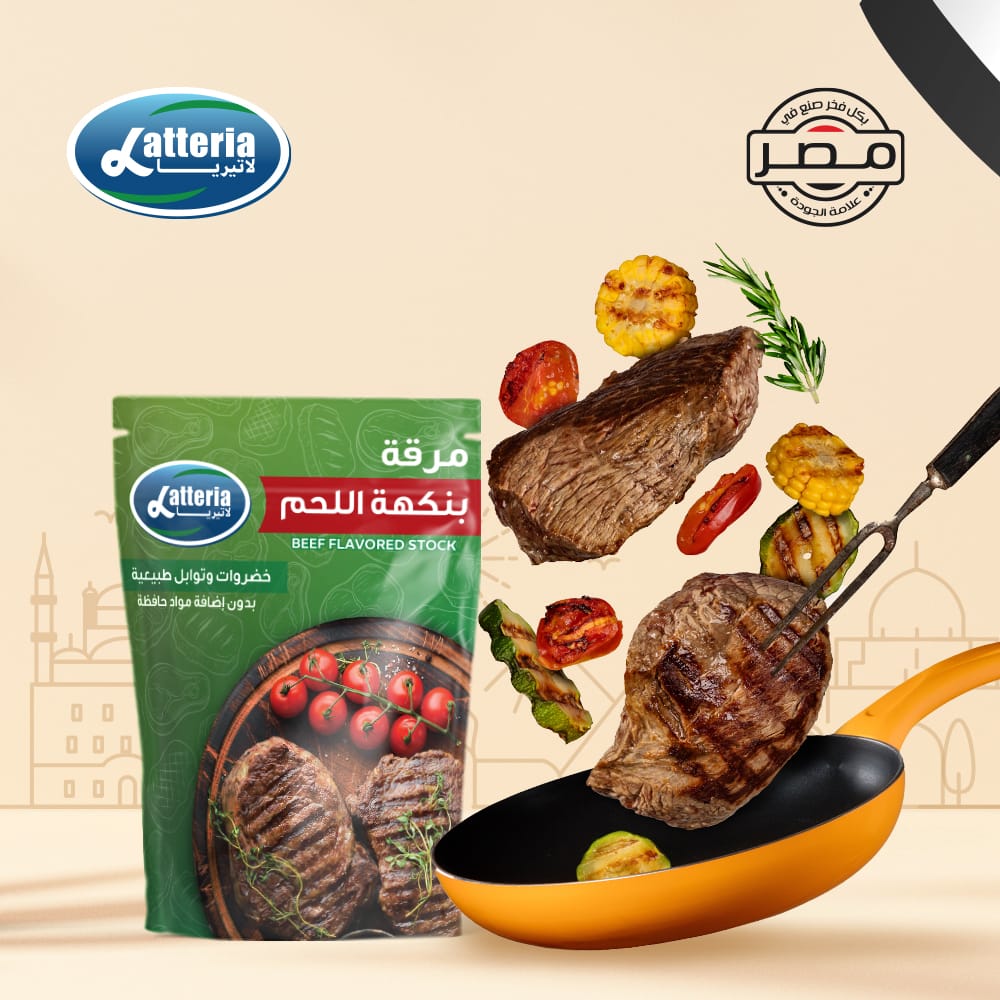 Latteria
لاتيريا
بكل فخر صنع في
مصر
علامة الجودة
مرقة
بنكهة اللحم
BEEF FLAVORED STOCK
Latteria
لاتيريا
خضروات وتوابل طبيعية
بدون إضافة مواد حافظة